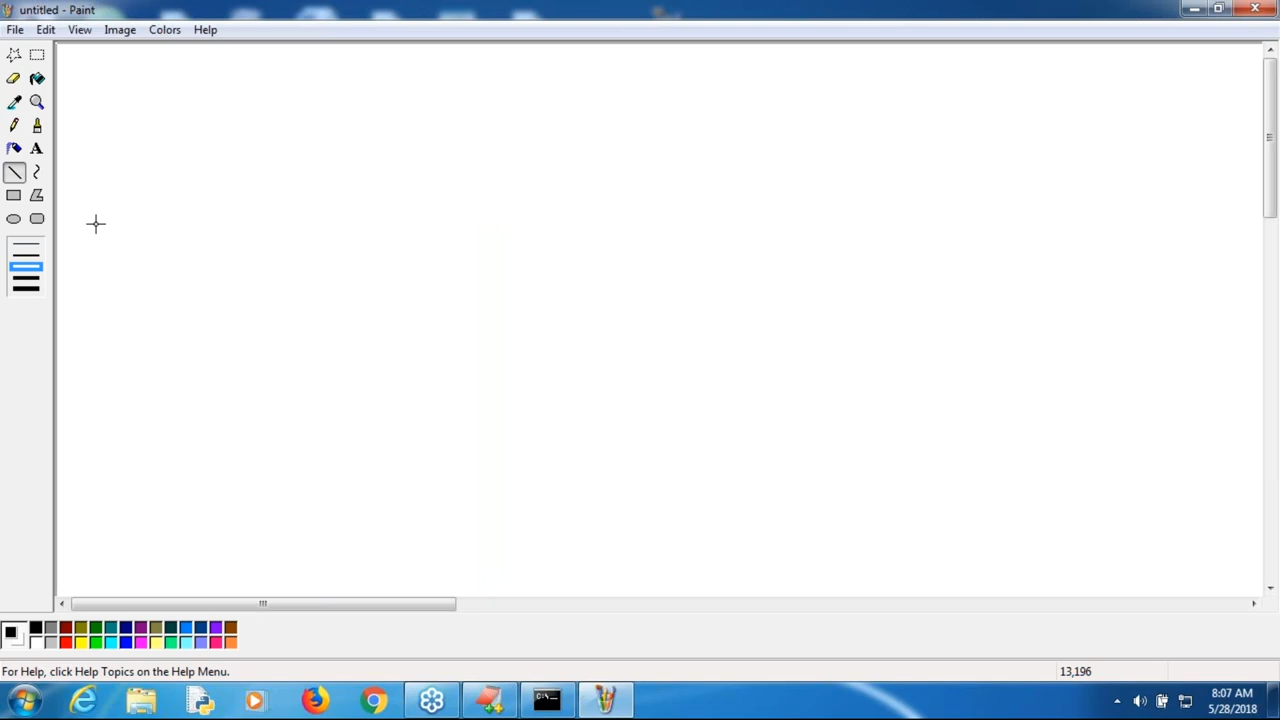 untitled - Paint
File Edit View Image Colors Help
A
For Help, click Help Topics on the Help Menu.
13,196
C:\.
8:07 AM
5/28/2018